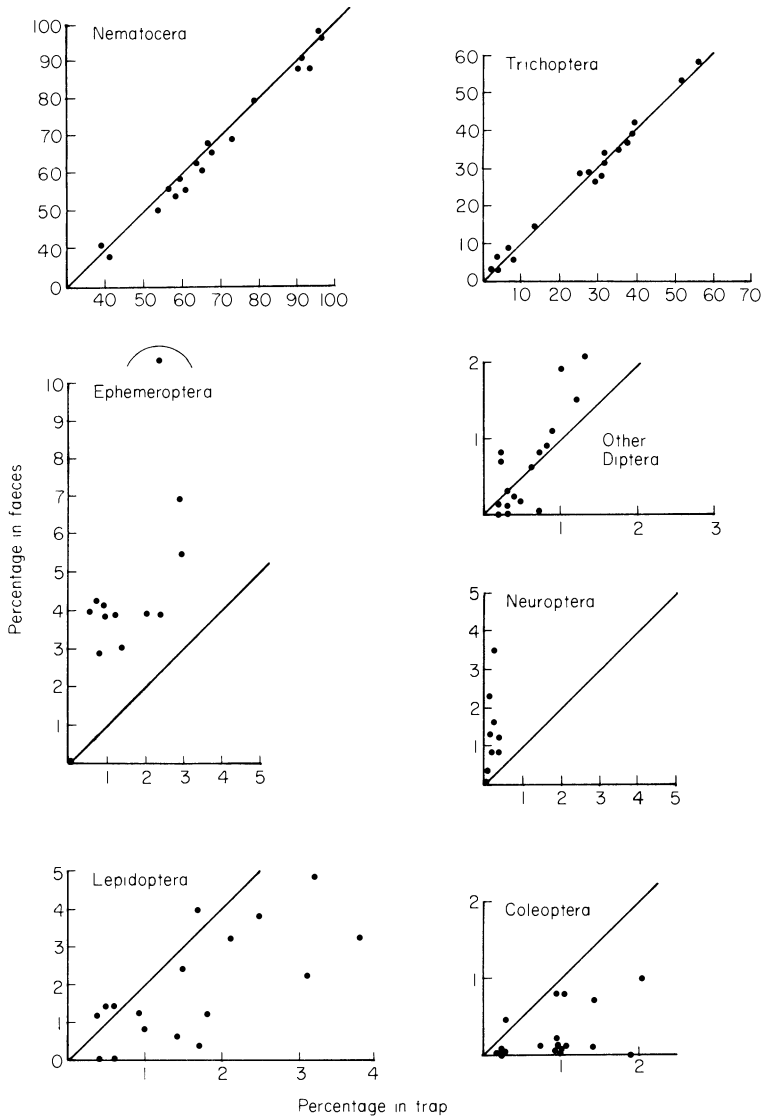 Nematocera
100
90
80
70
60
50
40
0
40 50 60 70 80 90 100
Trichoptera
60
50
40
30
20
10
0
10 20 30 40 50 60 70
Ephemeroptera
10
9
8
7
6
5
4
3
2
1
1 2 3 4 5
Other
Diptera
2
1
1 2 3
Neuroptera
5
4
3
2
1
1 2 3 4 5
Lepidoptera
5
4
3
2
1
0
1 2 3 4
Coleoptera
2
1
1 2
Percentage in faeces
Percentage in trap